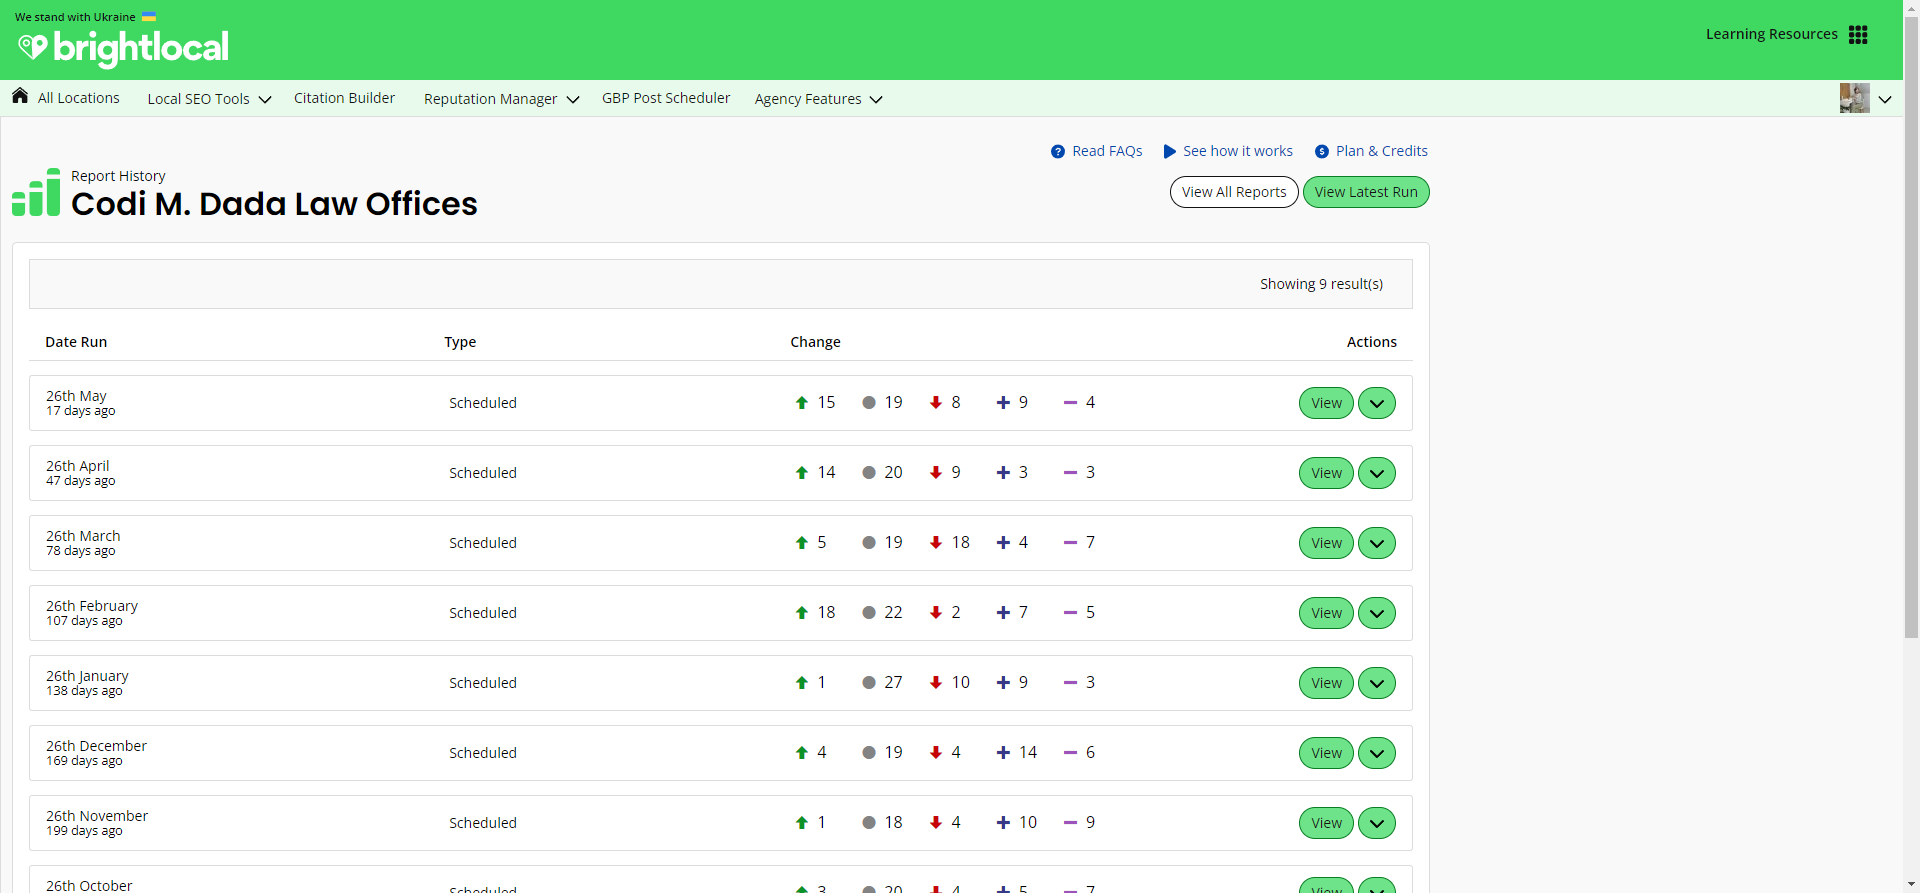 We stand with Ukraine
brightlocal
Learning Resources
All Locations Local SEO Tools Citation Builder Reputation Manager GBP Post Scheduler Agency Features
Read FAQs See how it works Plan & Credits
Report History
Codi M. Dada Law Offices
View All Reports View Latest Run
Showing 9 result(s)
Date Run Type Change Actions
26th May
17 days ago
Scheduled 15 19 8 9 4 View
26th April
47 days ago
Scheduled 14 20 9 3 3 View
26th March
78 days ago
Scheduled 5 19 18 4 7 View
26th February
107 days ago
Scheduled 18 22 2 7 5 View
26th January
138 days ago
Scheduled 1 27 10 9 3 View
26th December
169 days ago
Scheduled 4 19 4 14 6 View
26th November
199 days ago
Scheduled 1 18 4 10 9 View
26th October
Scheduled 3 20 4 5 7 View